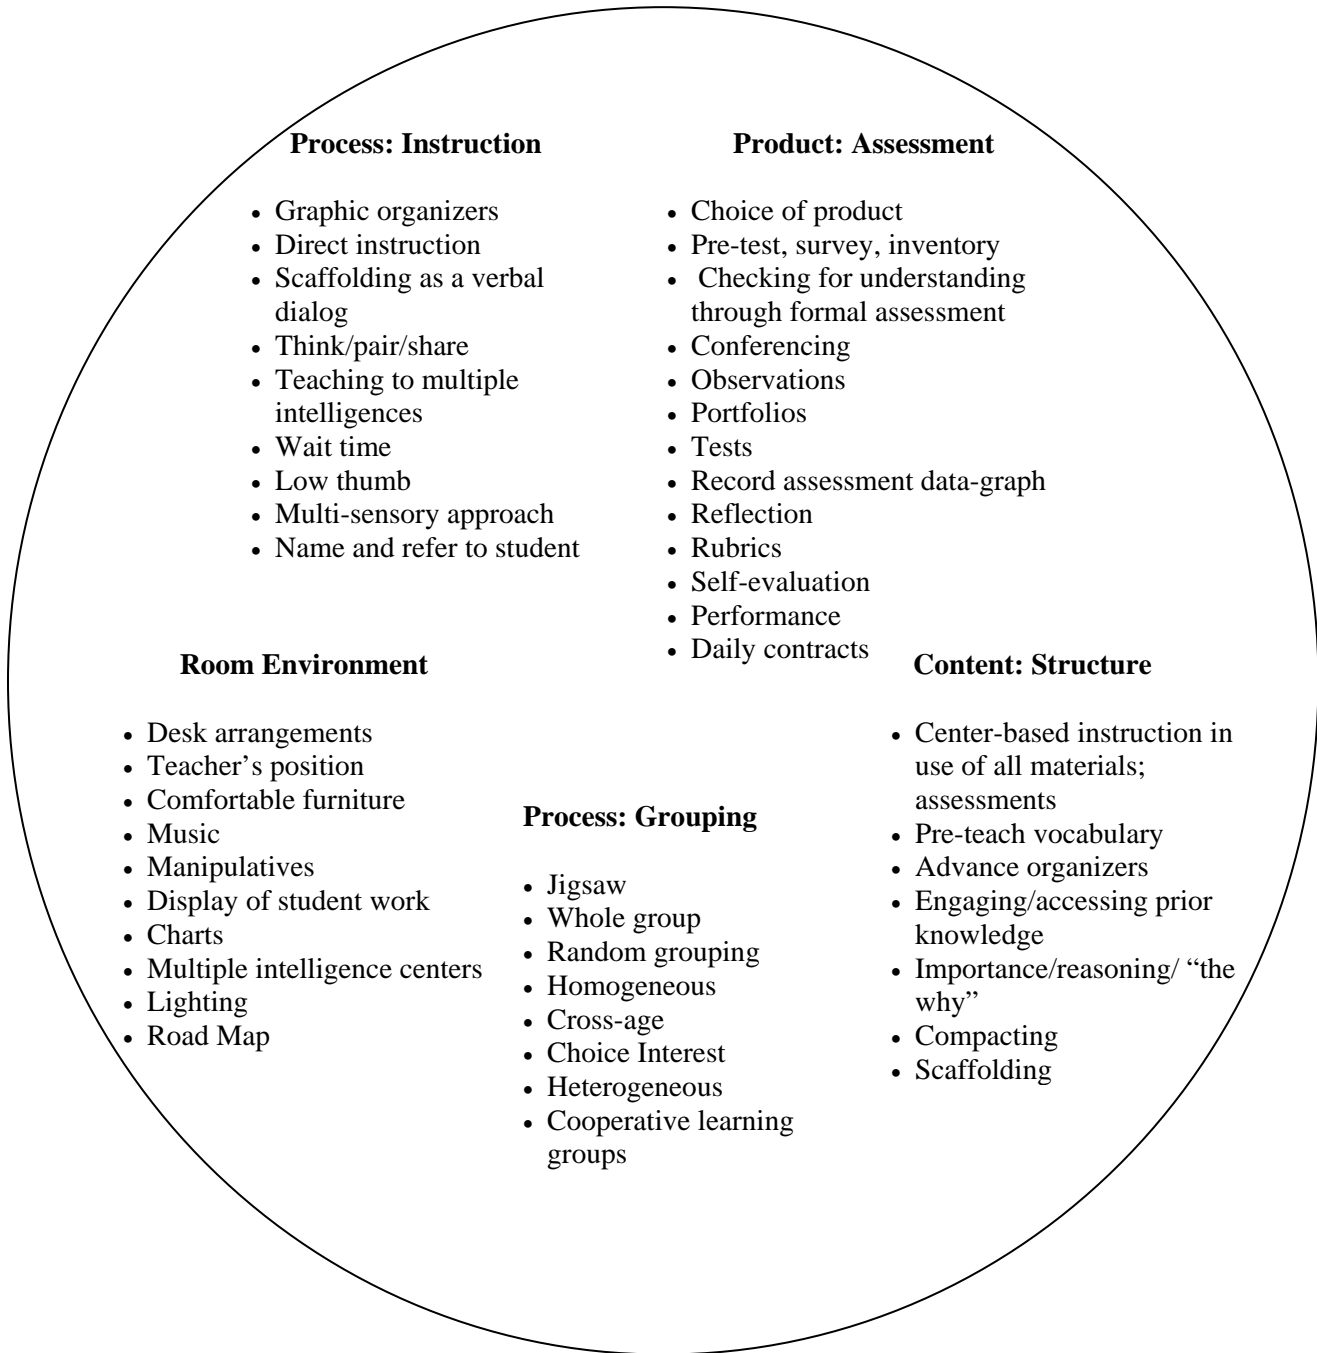 Process: Instruction
• Graphic organizers
• Direct instruction
• Scaffolding as a verbal
dialog
• Think/pair/share
• Teaching to multiple
intelligences
• Wait time
• Low thumb
• Multi-sensory approach
• Name and refer to student
Product: Assessment
• Choice of product
• Pre-test, survey, inventory
• Checking for understanding
through formal assessment
• Conferencing
• Observations
• Portfolios
• Tests
• Record assessment data-graph
• Reflection
• Rubrics
• Self-evaluation
• Performance
• Daily contracts
Room Environment
• Desk arrangements
• Teacher’s position
• Comfortable furniture
• Music
• Manipulatives
• Display of student work
• Charts
• Multiple intelligence centers
• Lighting
• Road Map
Process: Grouping
• Jigsaw
• Whole group
• Random grouping
• Homogeneous
• Cross-age
• Choice Interest
• Heterogeneous
• Cooperative learning
groups
Content: Structure
• Center-based instruction in
use of all materials;
assessments
• Pre-teach vocabulary
• Advance organizers
• Engaging/accessing prior
knowledge
• Importance/reasoning/ “the
why”
• Compacting
• Scaffolding